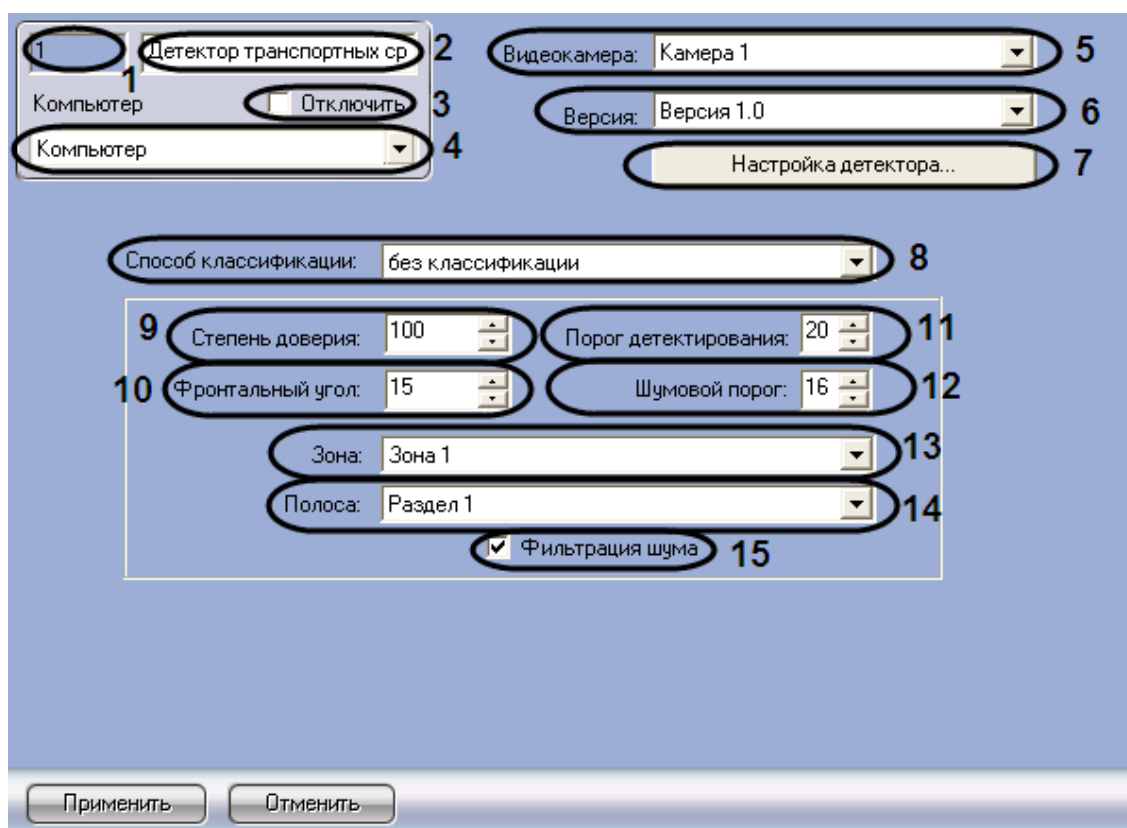 1 Детектор транспортных ср 2
1
Компьютер Отключить 3
Компьютер 4
Видеокамера: Камера 1 5
Версия: Версия 1.0 6
Настройка детектора... 7
Способ классификации: без классификации 8
9 Степень доверия: 100 Порог детектирования: 20 11
10 Фронтальный угол: 15 Шумовой порог: 16 12
Зона: Зона 1 13
Полоса: Раздел 1 14
Фильтрация шума 15
Применить Отменить